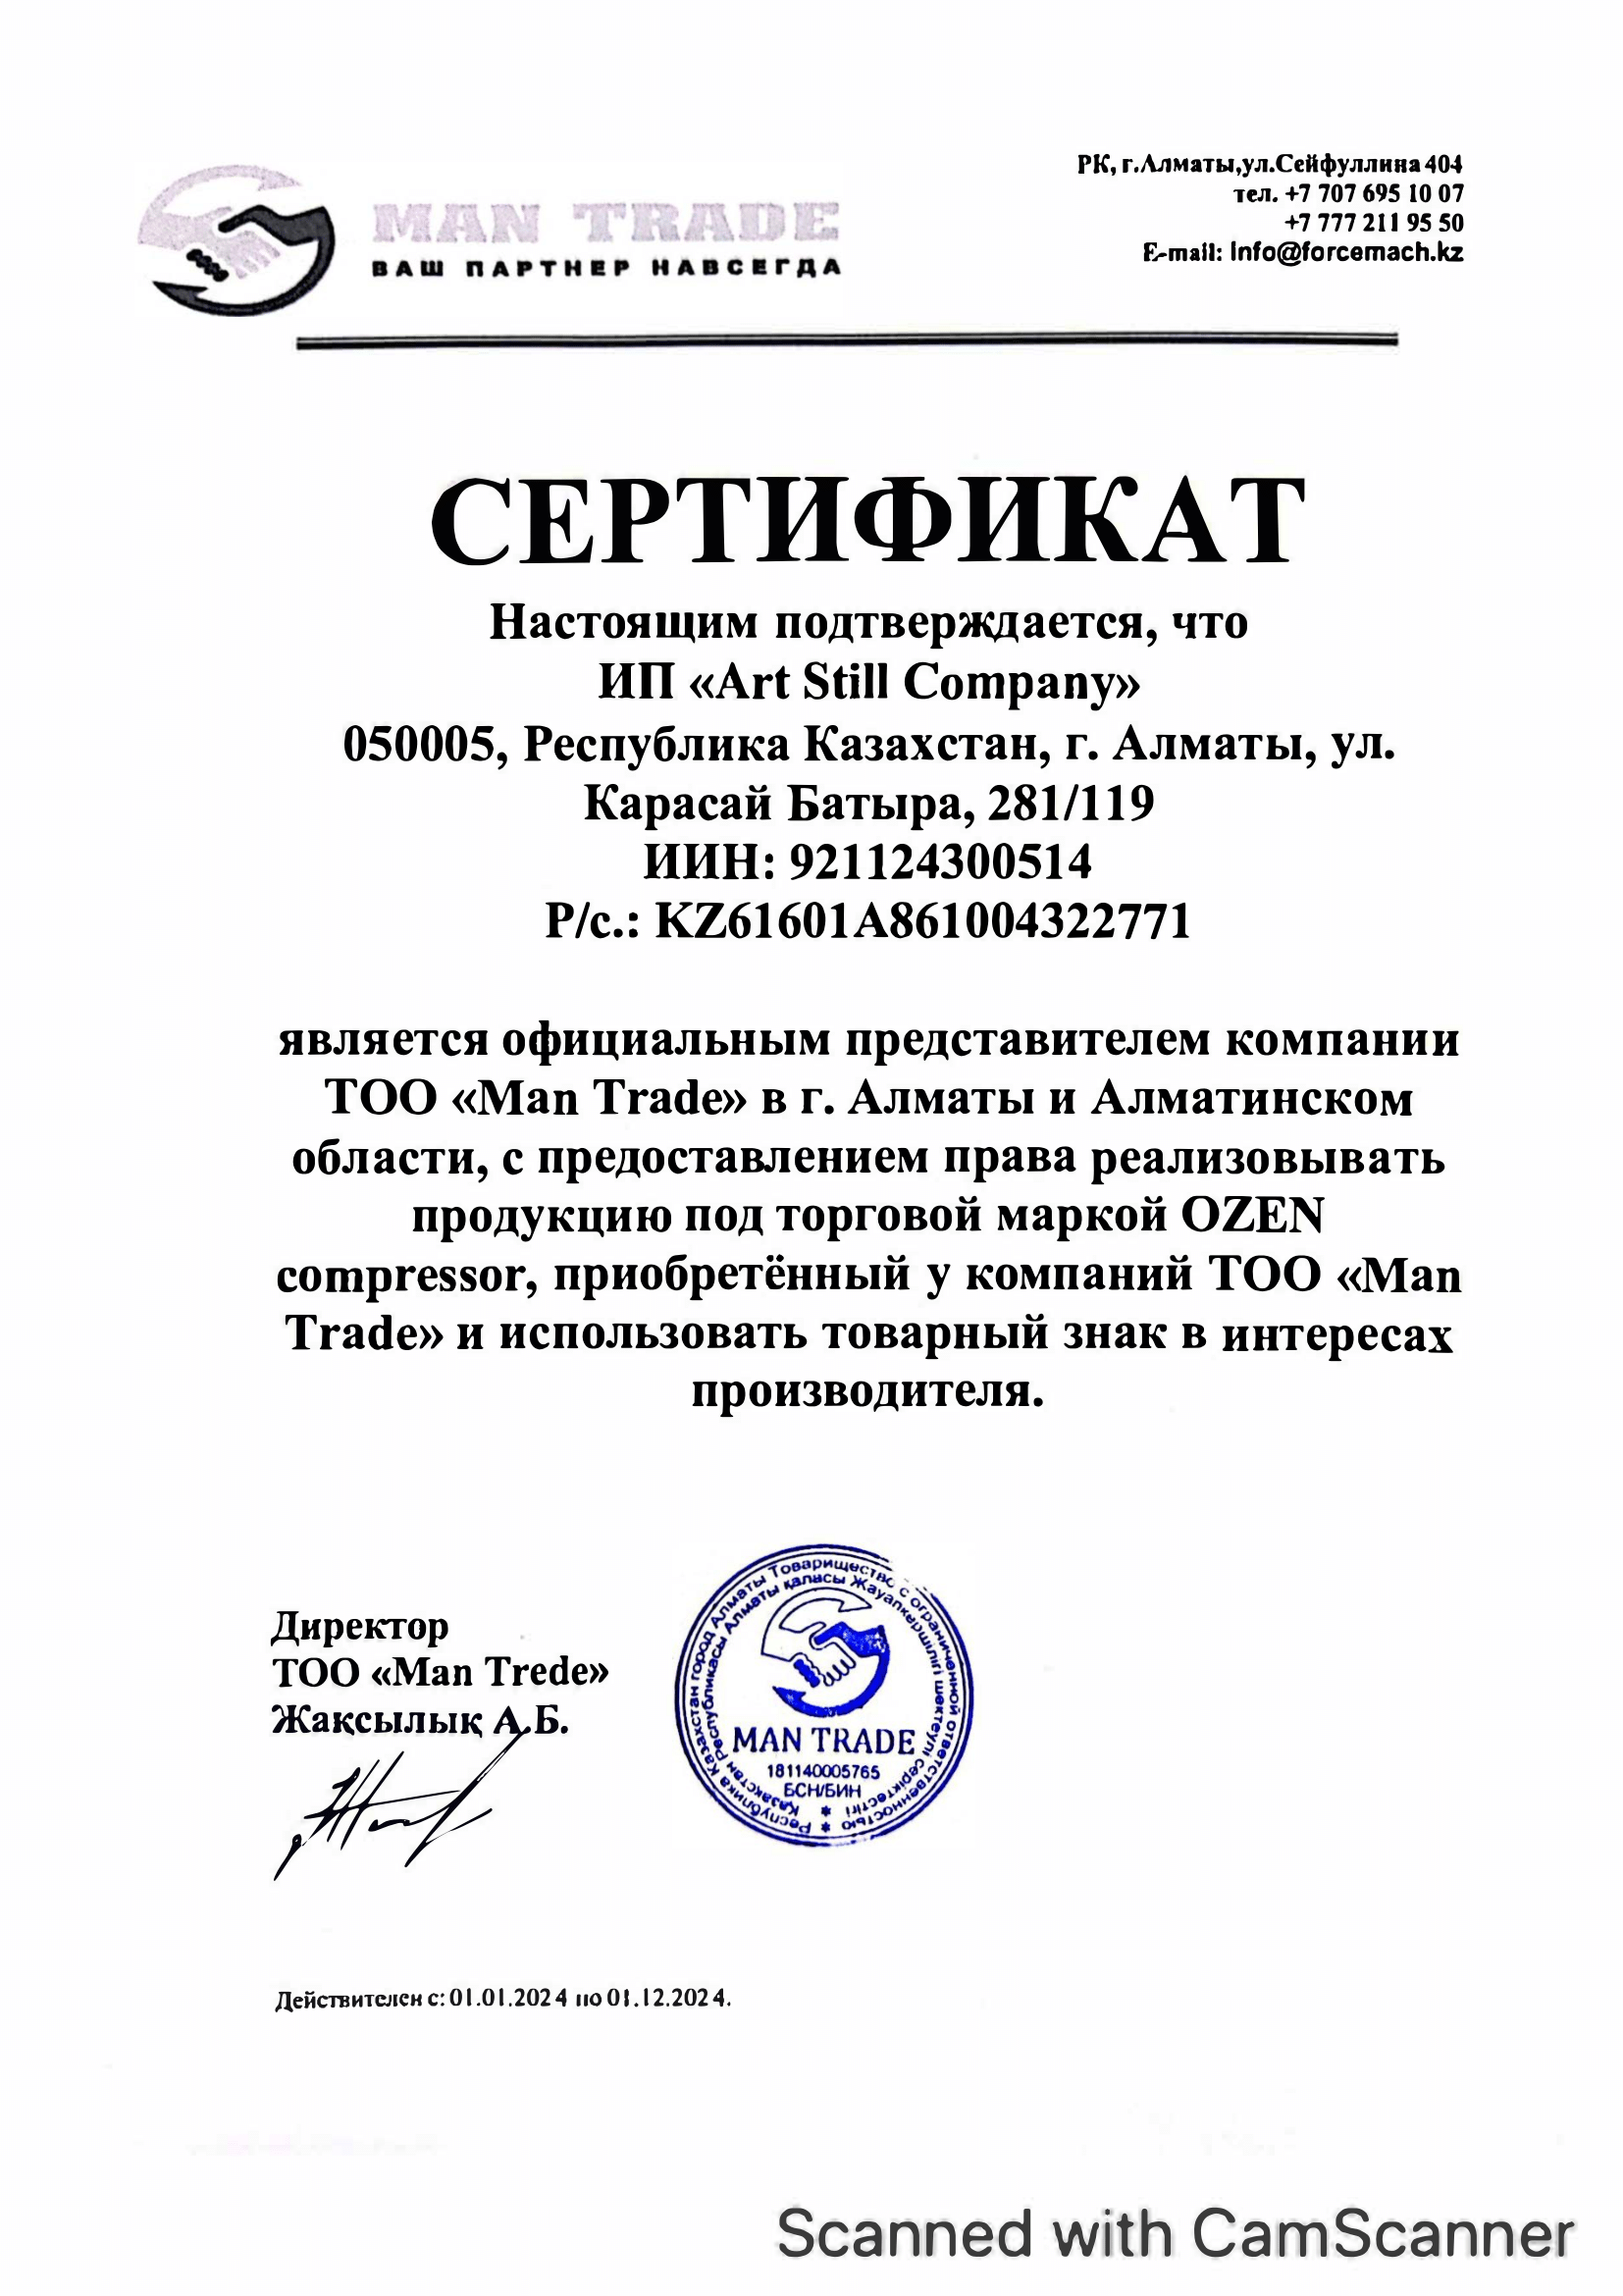 MAN TRADE
ВАШ ПАРТНЕР НАВСЕГДА
РК, г.Алматы,ул.Сейфуллина 404
тел. +7 707 695 10 07
+7 777 211 95 50
E-mail: Info@forcemach.kz
СЕРТИФИКАТ
Настоящим подтверждается, что
ИП «Art Still Company»
050005, Республика Казахстан, г. Алматы, ул.
Карасай Батыра, 281/119
ИИН: 921124300514
Р/с.: KZ61601A861004322771
является официальным представителем компании
ТОО «Man Trade» в г. Алматы и Алматинском
области, с предоставлением права реализовывать
продукцию под торговой маркой OZEN
compressor, приобретённый у компаний ТОО «Man
Trade» и использовать товарный знак в интересах
производителя.
Директор
ТОО «Man Trede»
Жақсылық А.Б.
Республика Казахстан город Алматы Товарищество с ограниченной ответственностью
Қазақстан Республикасы Алматы қаласы Жауапкершілігі шектеулі серіктестігі
MAN TRADE
181140005765
БСН/БИН
Действителен с: 01.01.2024 по 01.12.2024.
Scanned with CamScanner